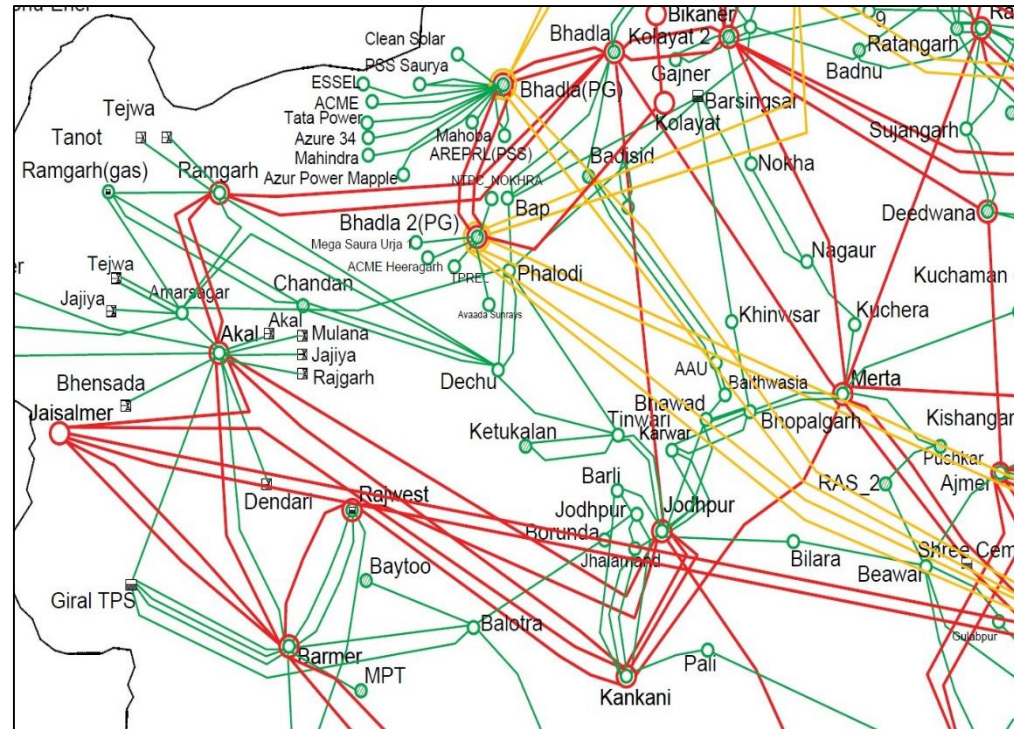 Bikaner
Clean Solar
Bhadla
Kolayat 2
9
Ratangarh
PSS Saurya
Gajner
Badnu
ESSEL
Bhadla(PG)
Tejwa
ACME
Barsingsar
Tata Power
Kolayat
Tanot
Azure 34
Mahoba
Sujangarh
Mahindra
AREPRL(PSS)
Badisid
Ramgarh(gas)
Ramgarh
Nokha
Azur Power Mapple
NTPC_NOKHRA
Bap
Deedwana
Bhadla 2(PG)
Mega Saura Urja 1
Nagaur
Tejwa
ACME Heeragarh
TPREL
Phalodi
Kuchaman
Chandan
Jajiya
Amarsagar
Kuchera
Avaada Sunrays
Khinwsar
Akal
Akal
Mulana
Jajiya
AAU
Rajgarh
Dechu
Baithwasia
Merta
Bhensada
Bhawad
Jaisalmer
Tinwari
Bhopalgarh
Kishangar
Ketukalan
Karwar
Pushkar
Barli
RAS_2
Ajmer
Dendari
Rajwest
Jodhpur
Jodhpur
Borunda
Bilara
Shree Cem
Jhalamand
Baytoo
Beawar
Giral TPS
Balotra
Gulabpur
Barmer
Pali
MPT
Kankani